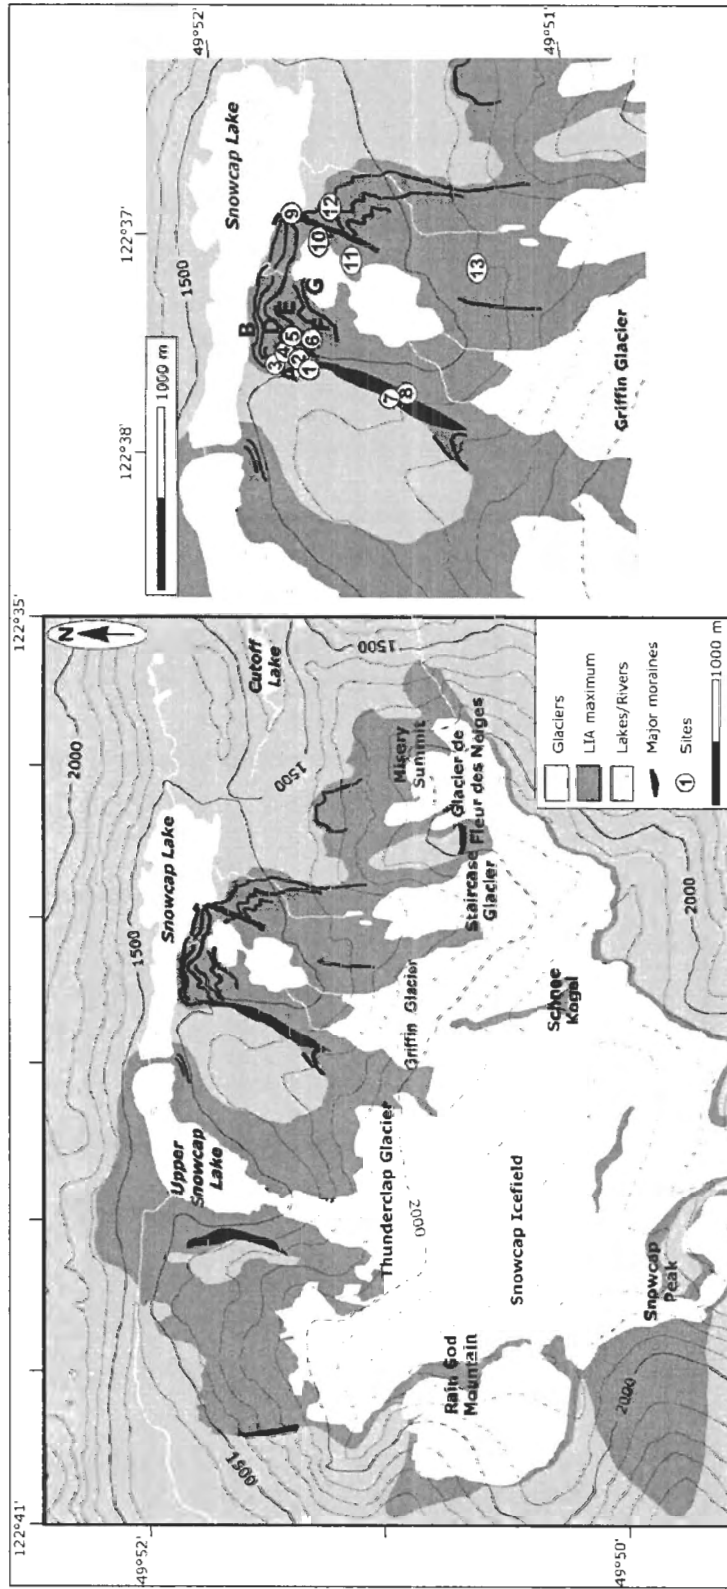 122°41'
122°35'
49°52'
49°50'
N
2000
1500
Snowcap Lake
Cutoff
Lake
Upper
Snowcap
Lake
1500
1500
Misery
Summit
Glacier de
Fleur des Neiges
Staircase
Glacier
Griffin Glacier
Thunderclap Glacier
2000
Schnee
Kogel
Snowcap Icefield
Rain God
Mountain
Snowcap
Peak
2000
2000
1500
Glaciers
LIA maximum
Lakes/Rivers
Major moraines
1 Sites
1000 m
1000 m
122°38'
122°37'
49°52'
49°51'
1500
Snowcap Lake
B
D
E
F
G
1
2
3
4
5
6
7
8
9
10
11
12
13
Griffin Glacier